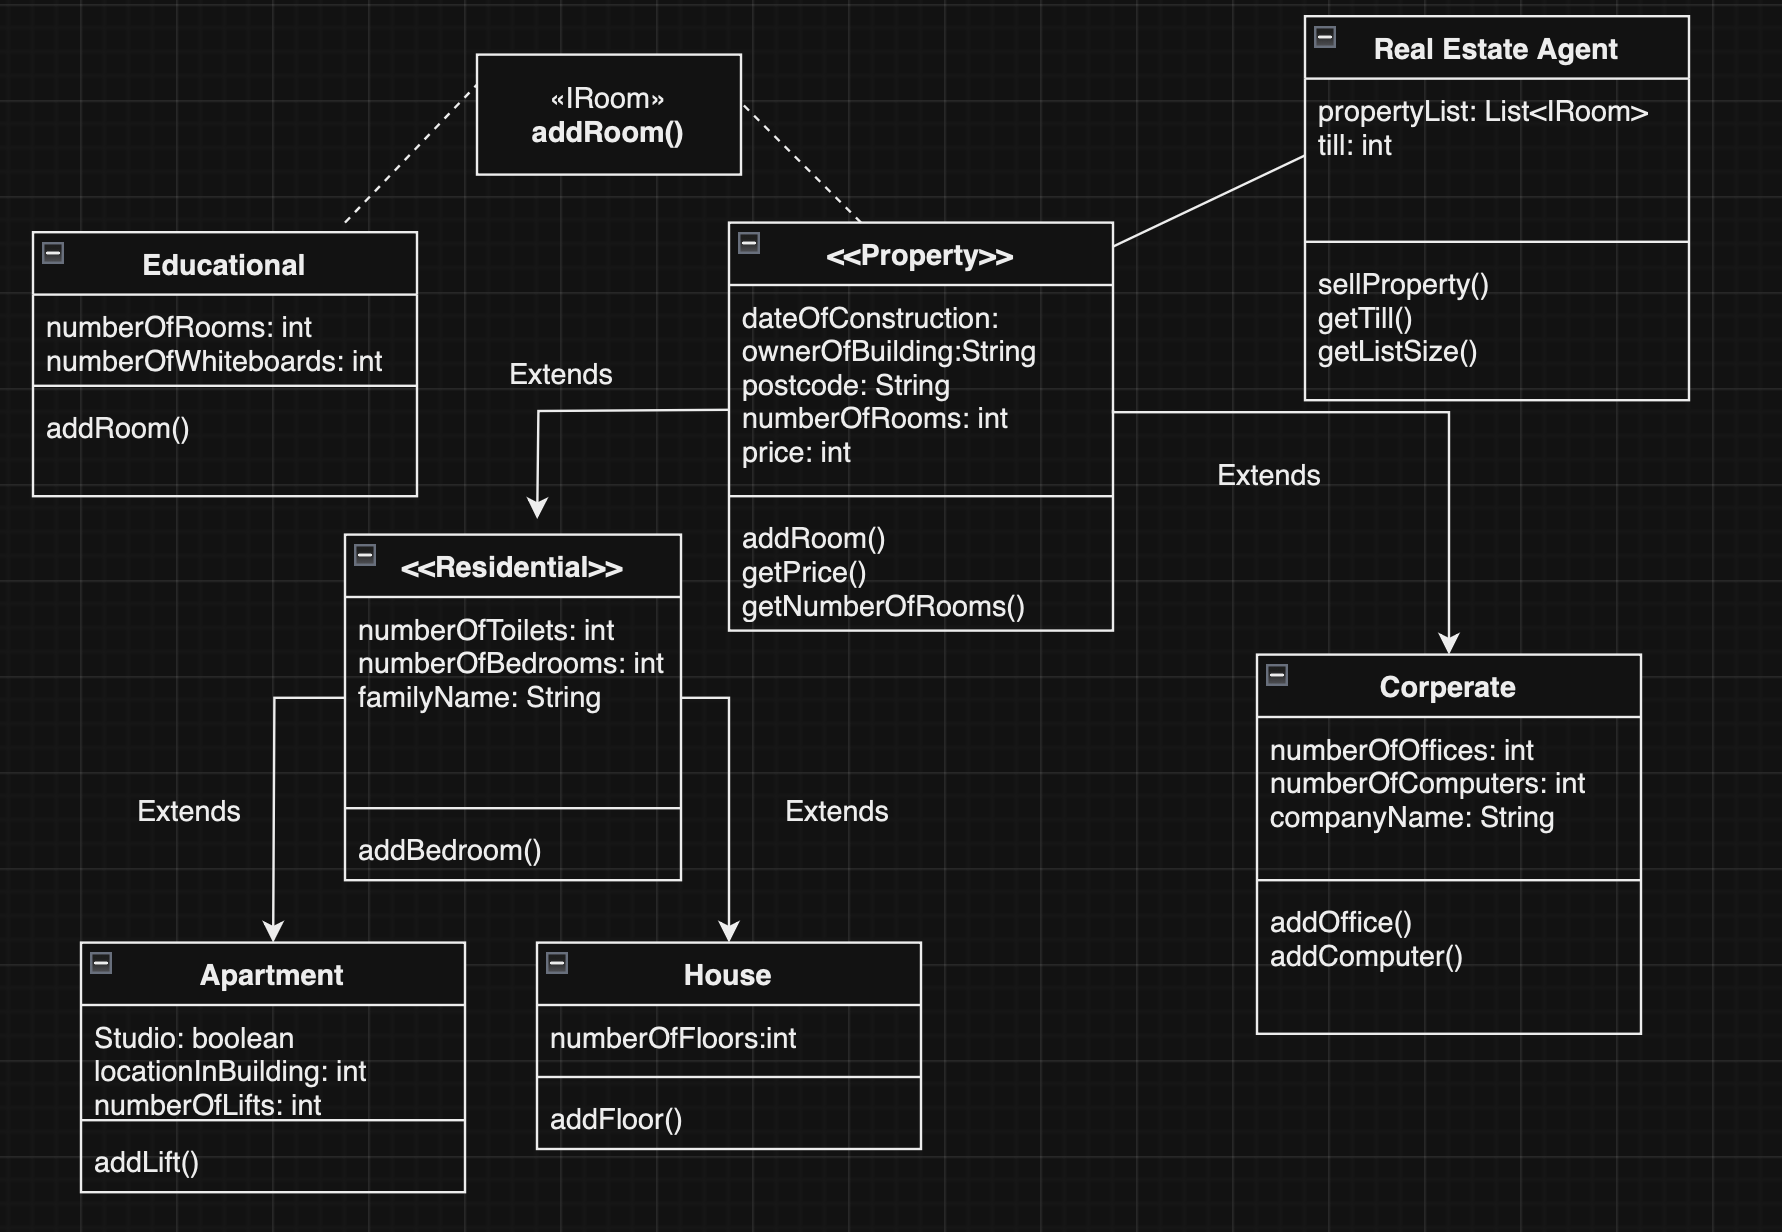 «IRoom»
addRoom()
Real Estate Agent
propertyList: List<IRoom>
till: int
sellProperty()
getTill()
getListSize()
Educational
numberOfRooms: int
numberOfWhiteboards: int
addRoom()
<<Property>>
dateOfConstruction:
ownerOfBuilding:String
postcode: String
numberOfRooms: int
price: int
addRoom()
getPrice()
getNumberOfRooms()
Extends
Extends
<<Residential>>
numberOfToilets: int
numberOfBedrooms: int
familyName: String
addBedroom()
Corperate
numberOfOffices: int
numberOfComputers: int
companyName: String
addOffice()
addComputer()
Extends
Extends
Apartment
Studio: boolean
locationInBuilding: int
numberOfLifts: int
addLift()
House
numberOfFloors:int
addFloor()